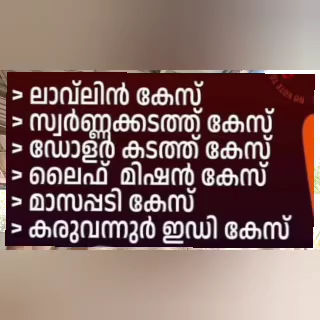 > ലാവ്‌ലിൻ കേസ്
> സ്വർണ്ണക്കടത്ത് കേസ്
> ഡോളർ കടത്ത് കേസ്
> ലൈഫ് മിഷൻ കേസ്
> മാസപ്പടി കേസ്
> കരുവന്നൂർ ഇഡി കേസ്